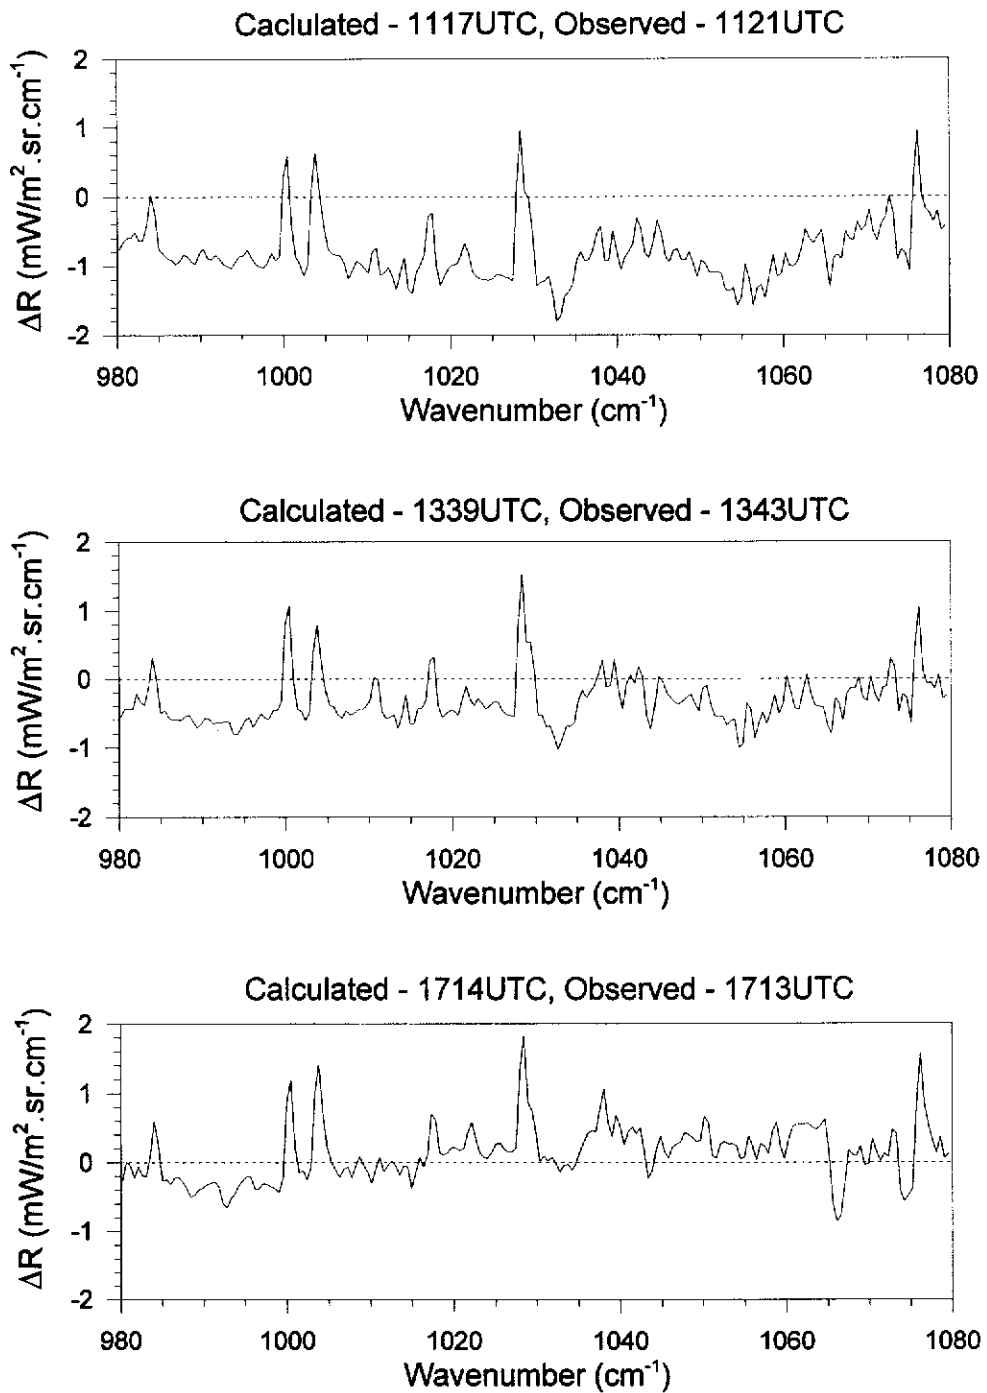 Caclulated - 1117UTC, Observed - 1121UTC
ΔR (mW/m².sr.cm⁻¹)
2
1
0
-1
-2
980 1000 1020 1040 1060 1080
Wavenumber (cm⁻¹)
Calculated - 1339UTC, Observed - 1343UTC
ΔR (mW/m².sr.cm⁻¹)
2
1
0
-1
-2
980 1000 1020 1040 1060 1080
Wavenumber (cm⁻¹)
Calculated - 1714UTC, Observed - 1713UTC
ΔR (mW/m².sr.cm⁻¹)
2
1
0
-1
-2
980 1000 1020 1040 1060 1080
Wavenumber (cm⁻¹)